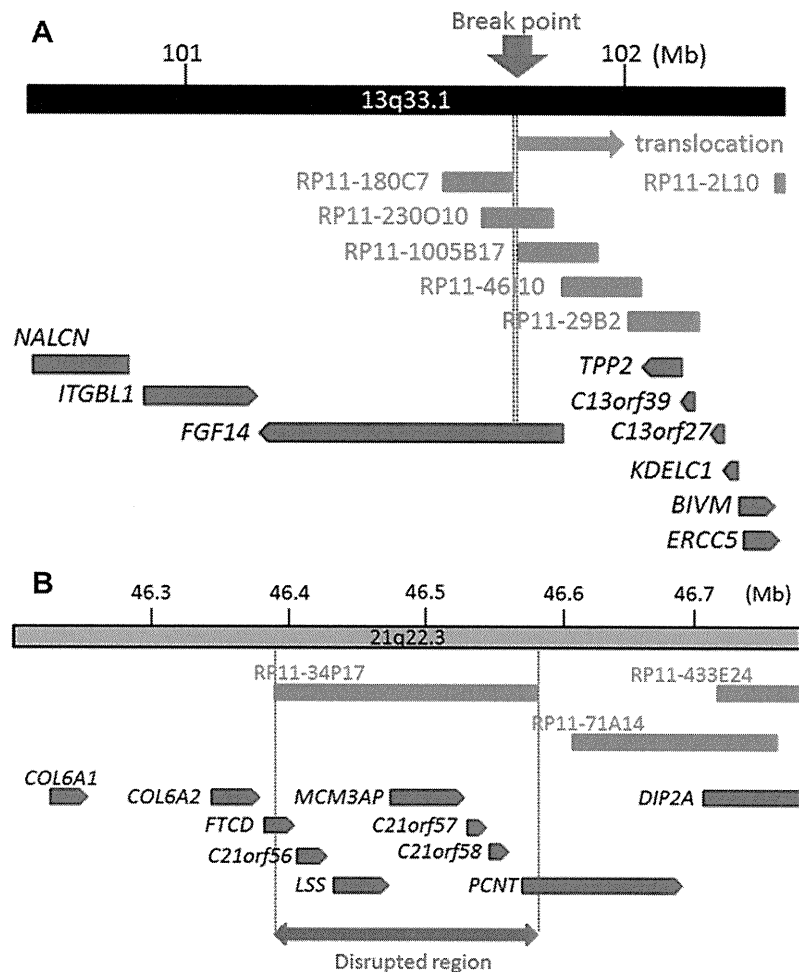 A
Break point
101
102 (Mb)
13q33.1
translocation
RP11-180C7
RP11-2L10
RP11-230O10
RP11-1005B17
RP11-46I10
RP11-29B2
NALCN
TPP2
ITGBL1
C13orf39
FGF14
C13orf27
KDELC1
BIVM
ERCC5
B
46.3
46.4
46.5
46.6
46.7
(Mb)
21q22.3
RP11-34P17
RP11-433E24
RP11-71A14
COL6A1
COL6A2
MCM3AP
DIP2A
FTCD
C21orf57
C21orf56
C21orf58
LSS
PCNT
Disrupted region